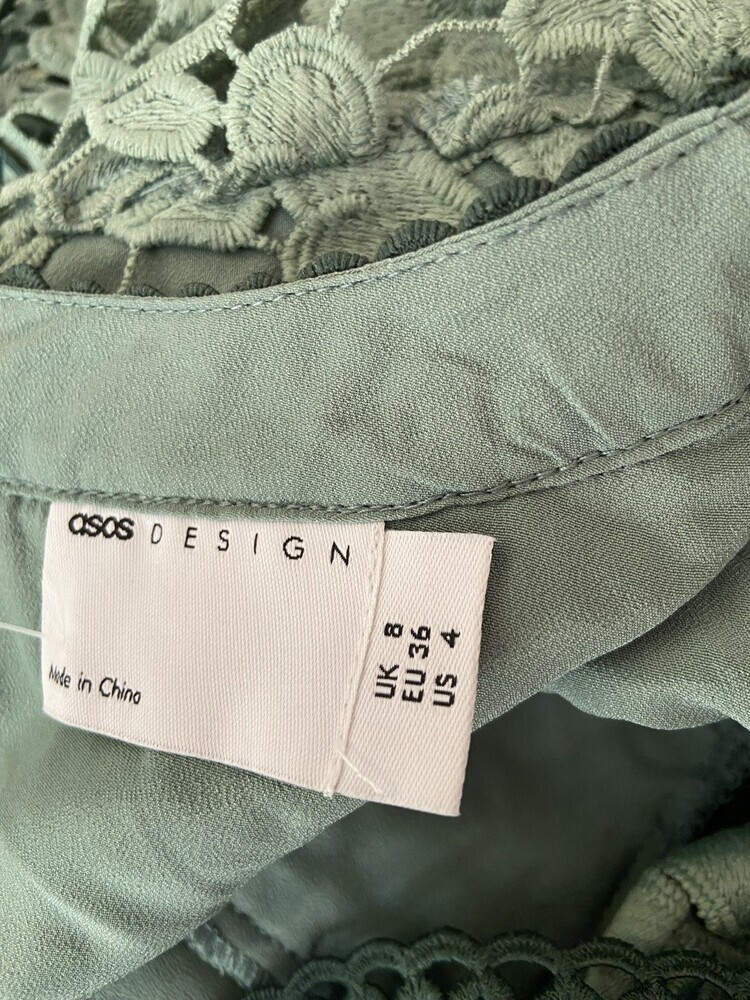 asos DESIGN
Made in China
UK 8
EU 36
US 4